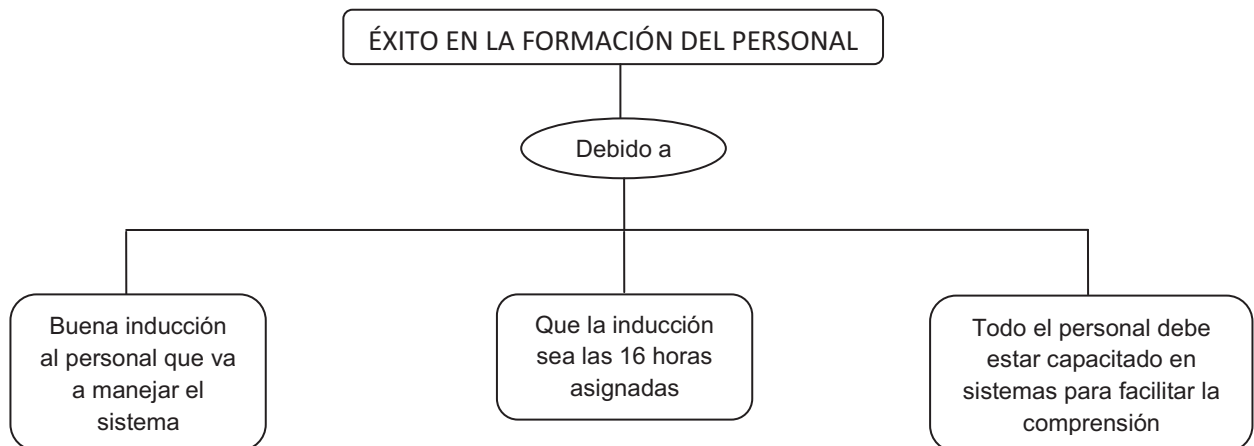 ÉXITO EN LA FORMACIÓN DEL PERSONAL
Debido a
Buena inducción
al personal que va
a manejar el
sistema
Que la inducción
sea las 16 horas
asignadas
Todo el personal debe
estar capacitado en
sistemas para facilitar la
comprensión